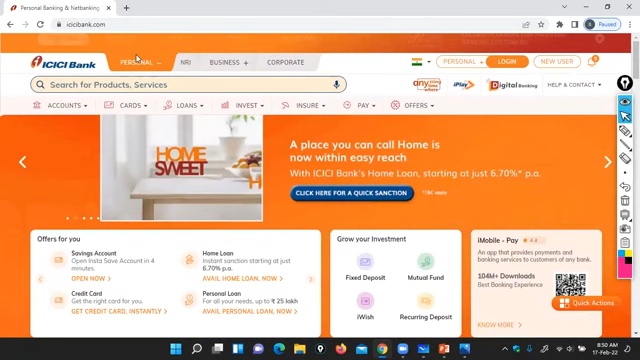 Personal Banking & Netbanking
icicibank.com
Paused
ICICI Bank
PERSONAL
NRI
BUSINESS +
CORPORATE
PERSONAL
LOGIN
NEW USER
Search for Products, Services
any time where
iPlay
Digital Banking
HELP & CONTACT
ACCOUNTS
CARDS
LOANS
INVEST
INSURE
PAY
OFFERS
HOME
SWEET
H
A place you can call Home is
now within easy reach
With ICICI Bank's Home Loan, starting at just 6.70%* p.a.
CLICK HERE FOR A QUICK SANCTION
*T&C apply
Offers for you
Savings Account
Open Insta Save Account in 4
minutes.
OPEN NOW >
Home Loan
Instant sanction starting at just
6.70% p.a.
AVAIL HOME LOAN, NOW >
Credit Card
Get the right card for you.
GET CREDIT CARD, INSTANTLY >
Personal Loan
For all your needs, up to ₹ 25 lakh
AVAIL PERSONAL LOAN, NOW >
Grow your Investment
Fixed Deposit
Mutual Fund
iWish
Recurring Deposit
iMobile - Pay
4.6
An app that provides payments and
banking services to customers of any bank.
104M+ Downloads
Best Banking Experience
KNOW MORE >
Quick Actions
8:50 AM
17-Feb-22